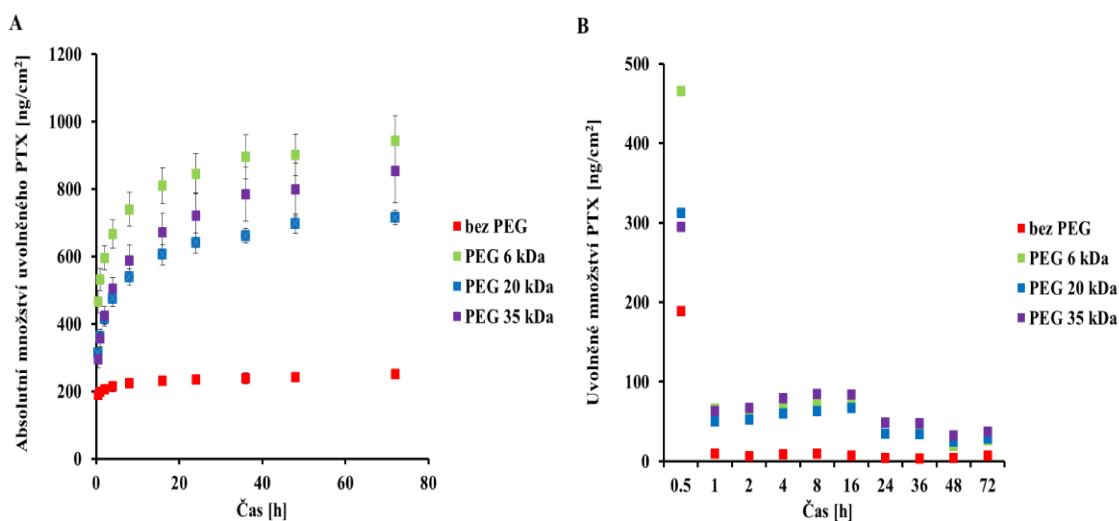 A
Absolutní množství uvolněného PTX [ng/cm²]
1200
1000
800
600
400
200
0
0 20 40 60 80
Čas [h]
bez PEG
PEG 6 kDa
PEG 20 kDa
PEG 35 kDa
B
Uvolněné množství PTX [ng/cm²]
500
400
300
200
100
0
0.5 1 2 4 8 16 24 36 48 72
Čas [h]
bez PEG
PEG 6 kDa
PEG 20 kDa
PEG 35 kDa